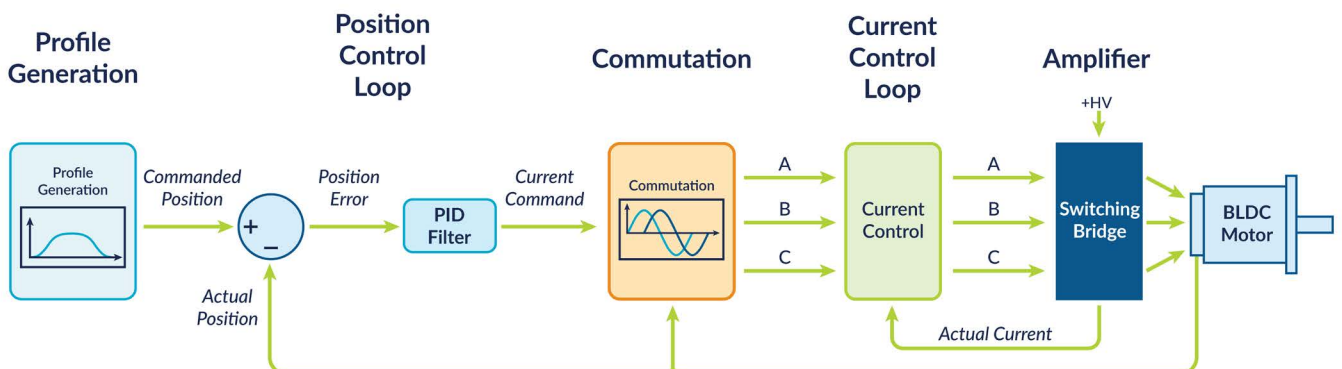 Profile
Generation
Position
Control
Loop
Commutation
Current
Control
Loop
Amplifier
+HV
Profile
Generation
Commanded
Position
+
−
Position
Error
PID
Filter
Current
Command
Commutation
A
B
C
Current
Control
A
B
C
Switching
Bridge
BLDC
Motor
Actual
Position
Actual Current